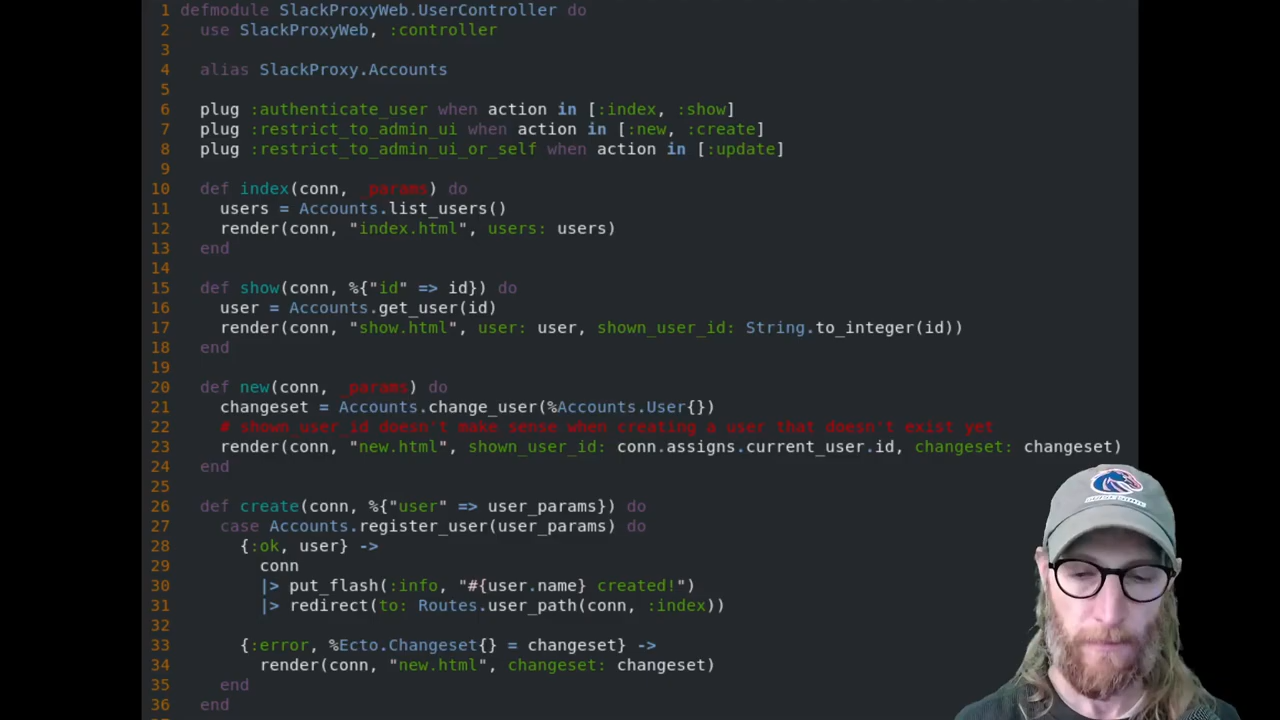 1 defmodule SlackProxyWeb.UserController do
2   use SlackProxyWeb, :controller
3
4   alias SlackProxy.Accounts
5
6   plug :authenticate_user when action in [:index, :show]
7   plug :restrict_to_admin_ui when action in [:new, :create]
8   plug :restrict_to_admin_ui_or_self when action in [:update]
9
10   def index(conn, _params) do
11     users = Accounts.list_users()
12     render(conn, "index.html", users: users)
13   end
14
15   def show(conn, %{"id" => id}) do
16     user = Accounts.get_user(id)
17     render(conn, "show.html", user: user, shown_user_id: String.to_integer(id))
18   end
19
20   def new(conn, _params) do
21     changeset = Accounts.change_user(%Accounts.User{})
22     # shown_user_id doesn't make sense when creating a user that doesn't exist yet
23     render(conn, "new.html", shown_user_id: conn.assigns.current_user.id, changeset: changeset)
24   end
25
26   def create(conn, %{"user" => user_params}) do
27     case Accounts.register_user(user_params) do
28       {:ok, user} ->
29         conn
30         |> put_flash(:info, "#{user.name} created!")
31         |> redirect(to: Routes.user_path(conn, :index))
32
33       {:error, %Ecto.Changeset{} = changeset} ->
34         render(conn, "new.html", changeset: changeset)
35     end
36   end